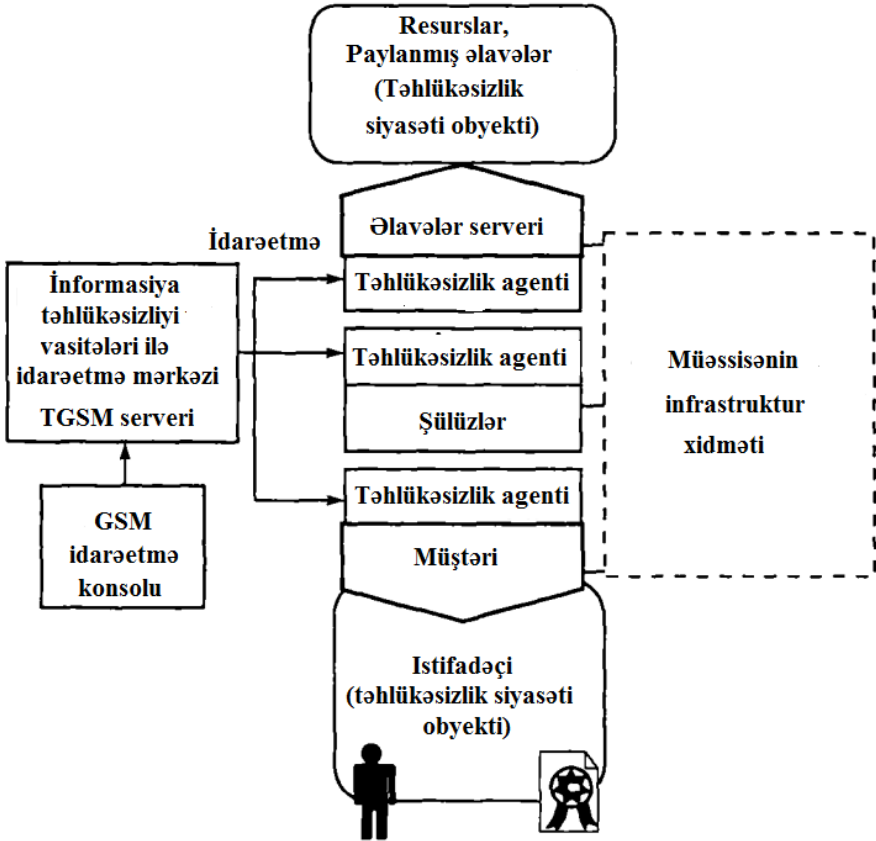 Resurslar,
Paylanmış əlavələr
(Təhlükəsizlik
siyasəti obyekti)
İdarəetmə
Əlavələr serveri
Təhlükəsizlik agenti
İnformasiya
təhlükəsizliyi
vasitələri ilə
idarəetmə mərkəzi
TGSM serveri
Təhlükəsizlik agenti
Şülüzlər
Müəssisənin
infrastruktur
xidməti
Təhlükəsizlik agenti
Müştəri
GSM
idarəetmə
konsolu
Istifadəçi
(təhlükəsizlik siyasəti
obyekti)